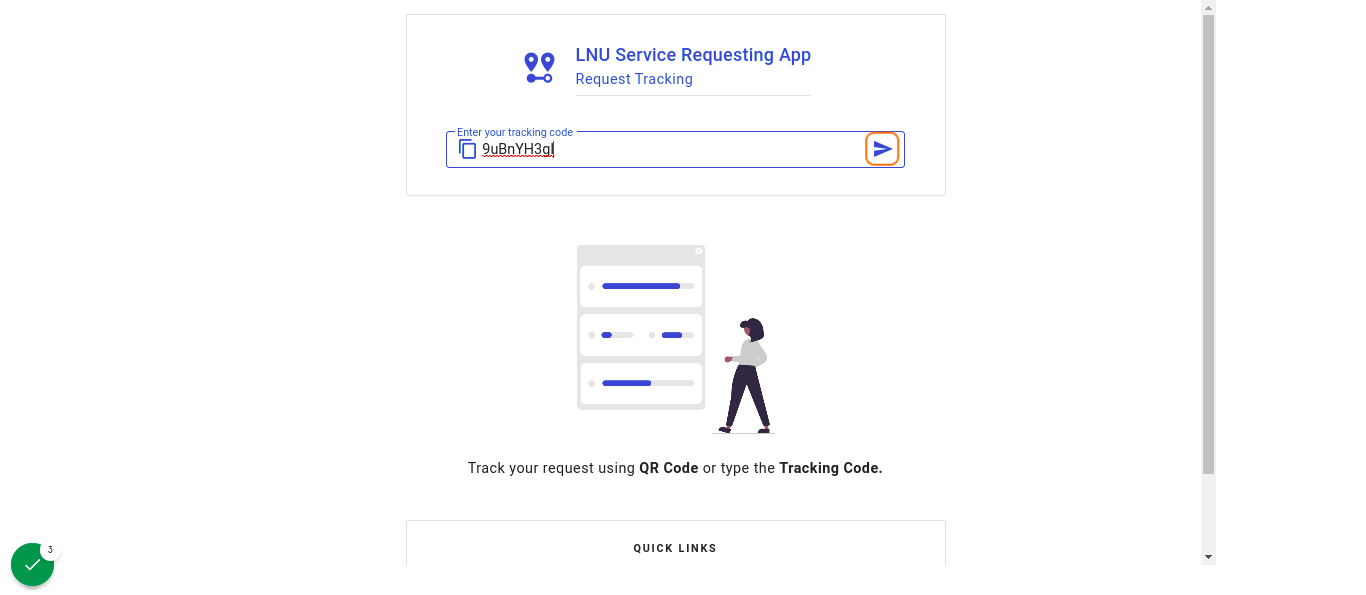 LNU Service Requesting App
Request Tracking
Enter your tracking code
9uBnYH3gl
Track your request using QR Code or type the Tracking Code.
QUICK LINKS
3